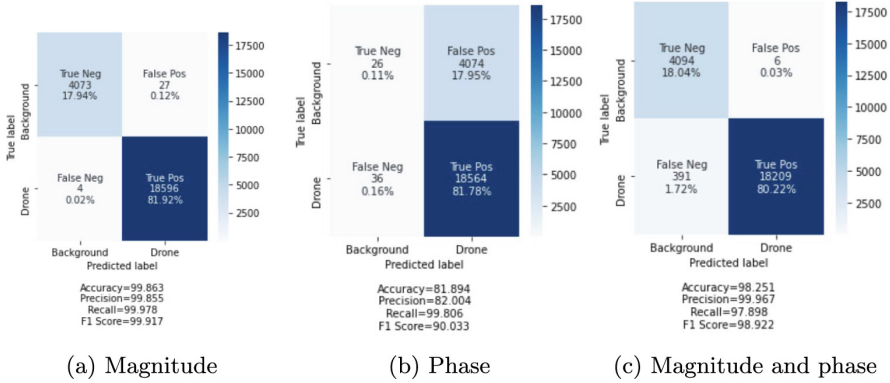 True Neg
4073
17.94%
False Pos
27
0.12%
False Neg
4
0.02%
True Pos
18596
81.92%
True label
Background
Drone
Background
Drone
Predicted label
17500
15000
12500
10000
7500
5000
2500
Accuracy=99.863
Precision=99.855
Recall=99.978
F1 Score=99.917
(a) Magnitude
True Neg
26
0.11%
False Pos
4074
17.95%
False Neg
36
0.16%
True Pos
18564
81.78%
True label
Background
Drone
Background
Drone
Predicted label
17500
15000
12500
10000
7500
5000
2500
Accuracy=81.894
Precision=82.004
Recall=99.806
F1 Score=90.033
(b) Phase
True Neg
4094
18.04%
False Pos
6
0.03%
False Neg
391
1.72%
True Pos
18209
80.22%
True label
Background
Drone
Background
Drone
Predicted label
17500
15000
12500
10000
7500
5000
2500
Accuracy=98.251
Precision=99.967
Recall=97.898
F1 Score=98.922
(c) Magnitude and phase